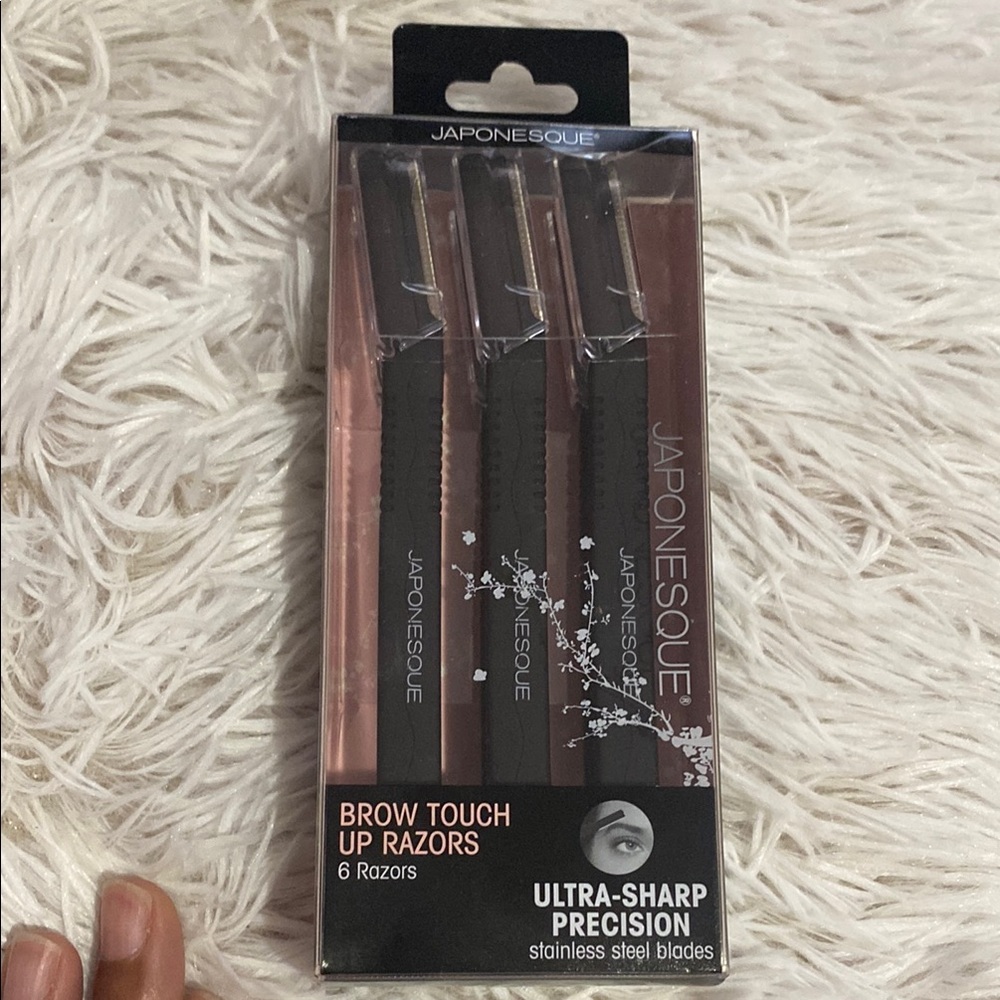 JAPONESQUE®
JAPONESQUE
JAPONESQUE
JAPONESQUE
JAPONESQUE®
BROW TOUCH
UP RAZORS
6 Razors
ULTRA-SHARP
PRECISION
stainless steel blades